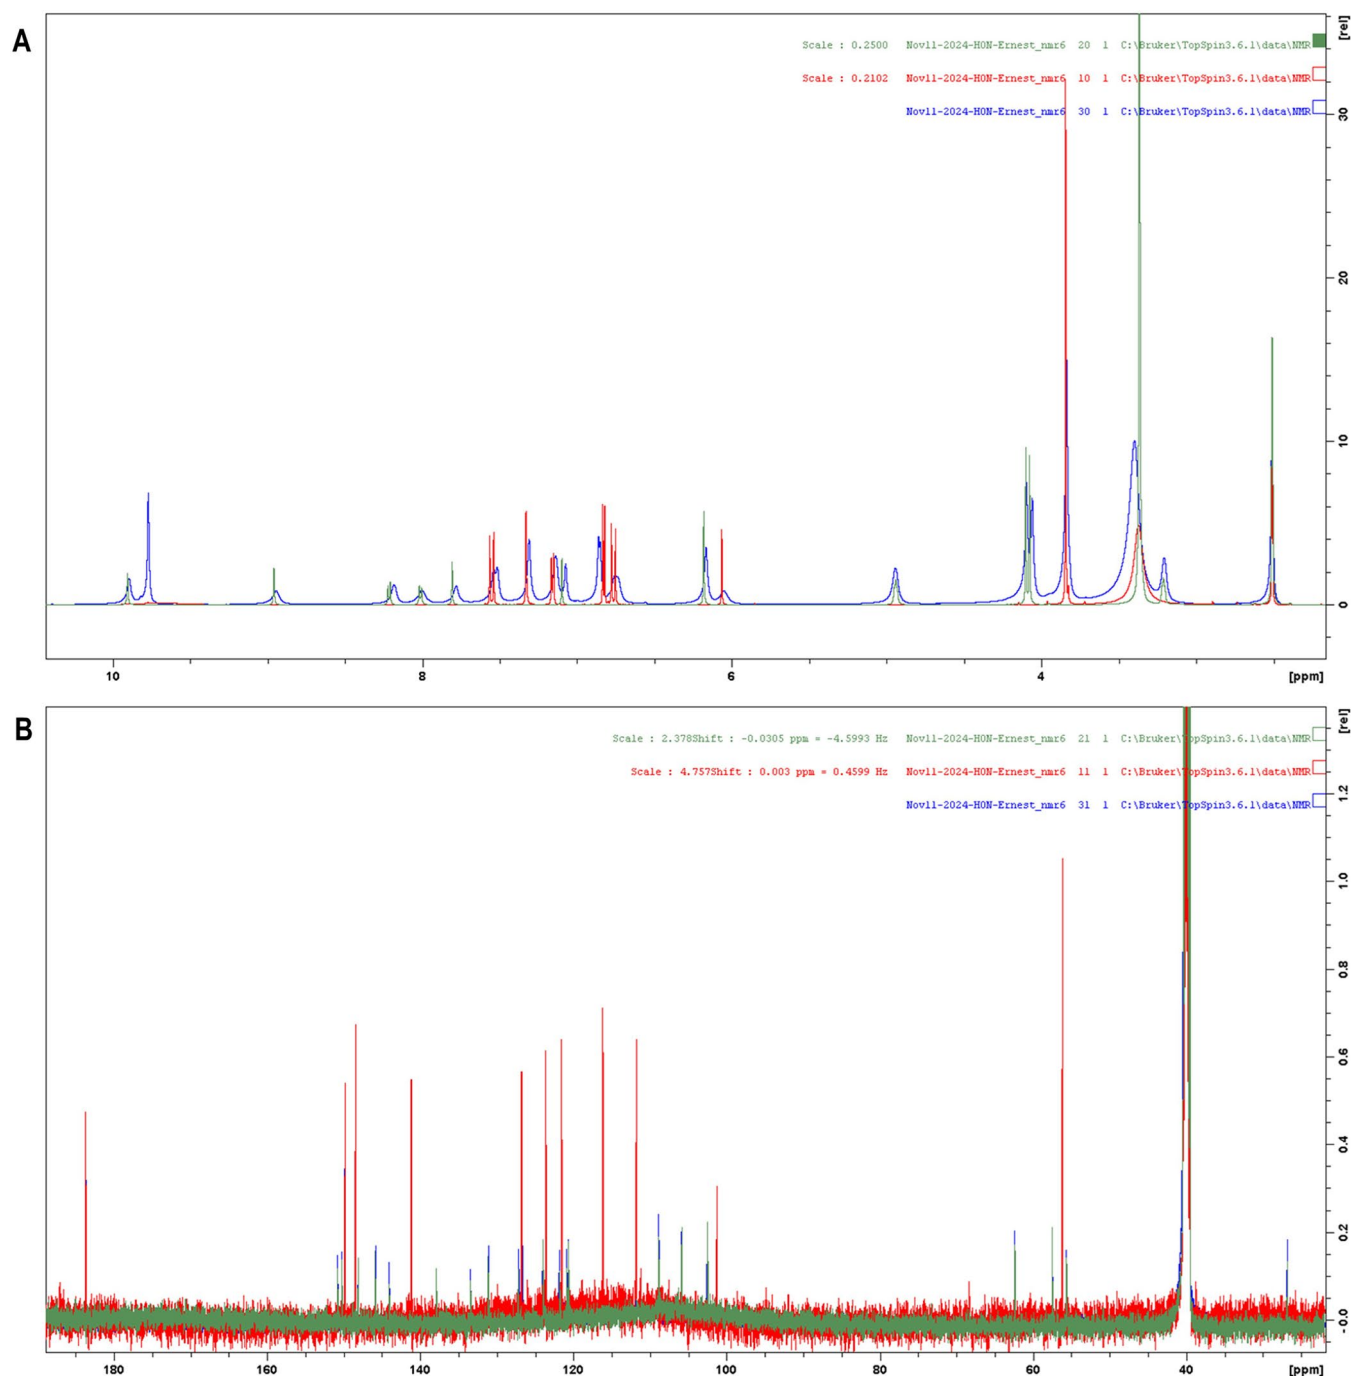 A
[rel]
Scale : 0.2500 Nov11-2024-HON-Ernest_nmr6 20 1 C:\Bruker\TopSpin3.6.1\data\NMR
Scale : 0.2102 Nov11-2024-HON-Ernest_nmr6 10 1 C:\Bruker\TopSpin3.6.1\data\NMR
Nov11-2024-HON-Ernest_nmr6 30 1 C:\Bruker\TopSpin3.6.1\data\NMR
30
20
10
0
10 8 6 4 [ppm]
B
[rel]
Scale : 2.378Shift : -0.0305 ppm = -4.5993 Hz Nov11-2024-HON-Ernest_nmr6 21 1 C:\Bruker\TopSpin3.6.1\data\NMR
Scale : 4.757Shift : 0.003 ppm = 0.4599 Hz Nov11-2024-HON-Ernest_nmr6 11 1 C:\Bruker\TopSpin3.6.1\data\NMR
Nov11-2024-HON-Ernest_nmr6 31 1 C:\Bruker\TopSpin3.6.1\data\NMR
1.2
1.0
0.8
0.6
0.4
0.2
-0.0
180 160 140 120 100 80 60 40 [ppm]